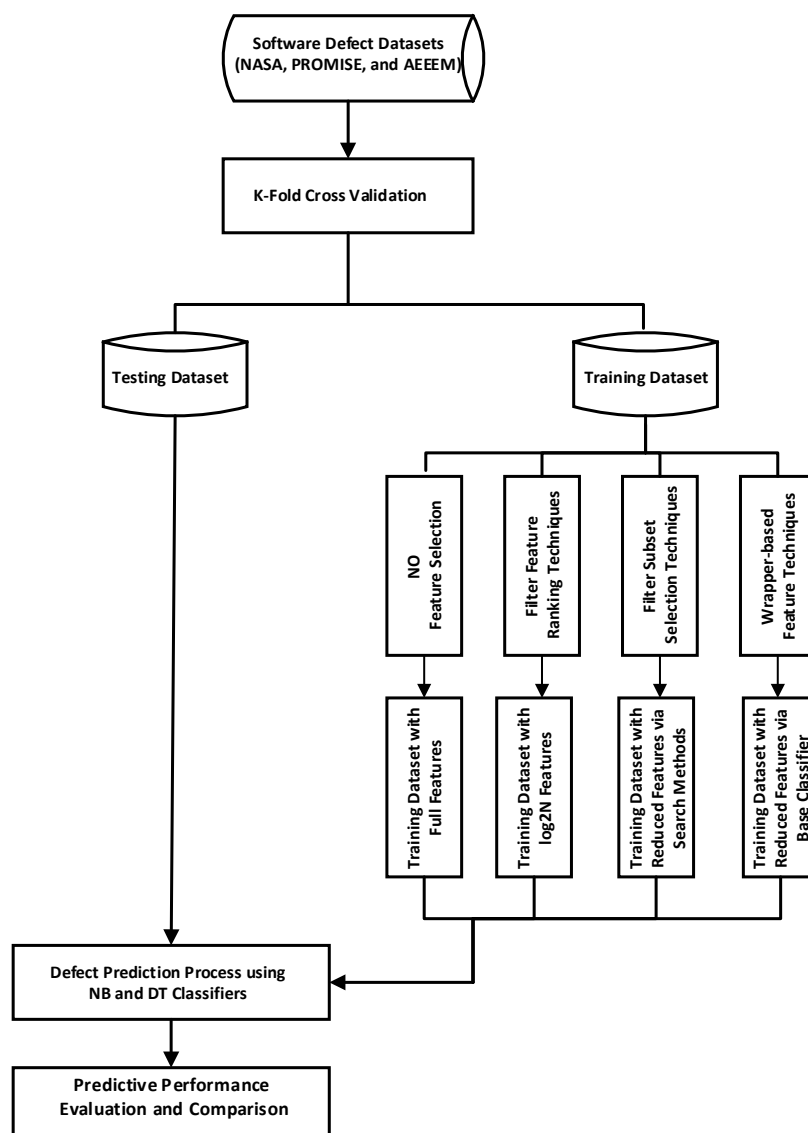 Software Defect Datasets
(NASA, PROMISE, and AEEEM)
K-Fold Cross Validation
Testing Dataset
Training Dataset
NO
Feature Selection
Filter Feature
Ranking Techniques
Filter Subset
Selection Techniques
Wrapper-based
Feature Techniques
Training Dataset with
Full Features
Training Dataset with
log2N Features
Training Dataset with
Reduced Features via
Search Methods
Training Dataset with
Reduced Features via
Base Classifier
Defect Prediction Process using
NB and DT Classifiers
Predictive Performance
Evaluation and Comparison